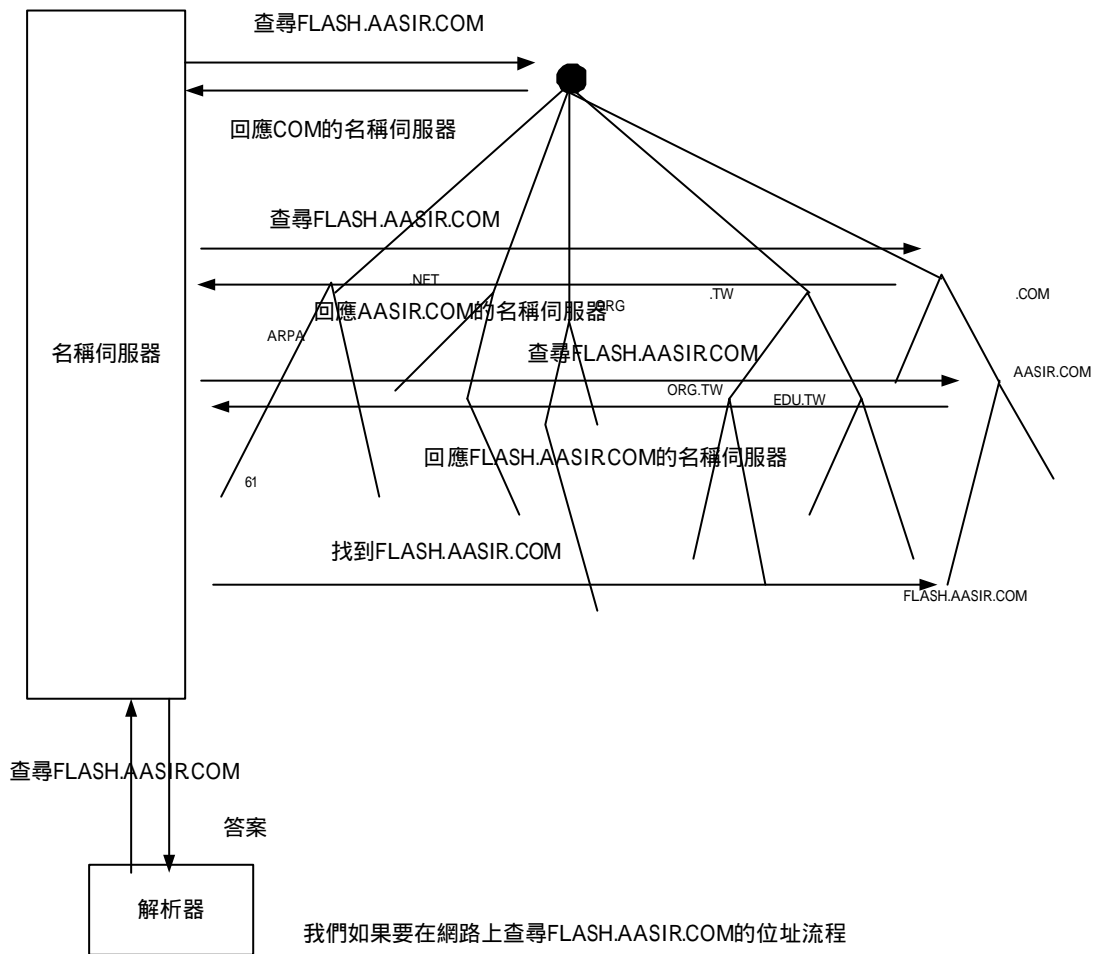 查尋FLASH.AASIR.COM
回應COM的名稱伺服器
查尋FLASH.AASIR.COM
.NET
.TW
.COM
回應AASIR.COM的名稱伺服器
ORG
ARPA
名稱伺服器
查尋FLASH.AASIR.COM
AASIR.COM
ORG.TW
EDU.TW
回應FLASH.AASIR.COM的名稱伺服器
61
找到FLASH.AASIR.COM
FLASH.AASIR.COM
查尋FLASH.AASIR.COM
答案
解析器
我們如果要在網路上查尋FLASH.AASIR.COM的位址流程